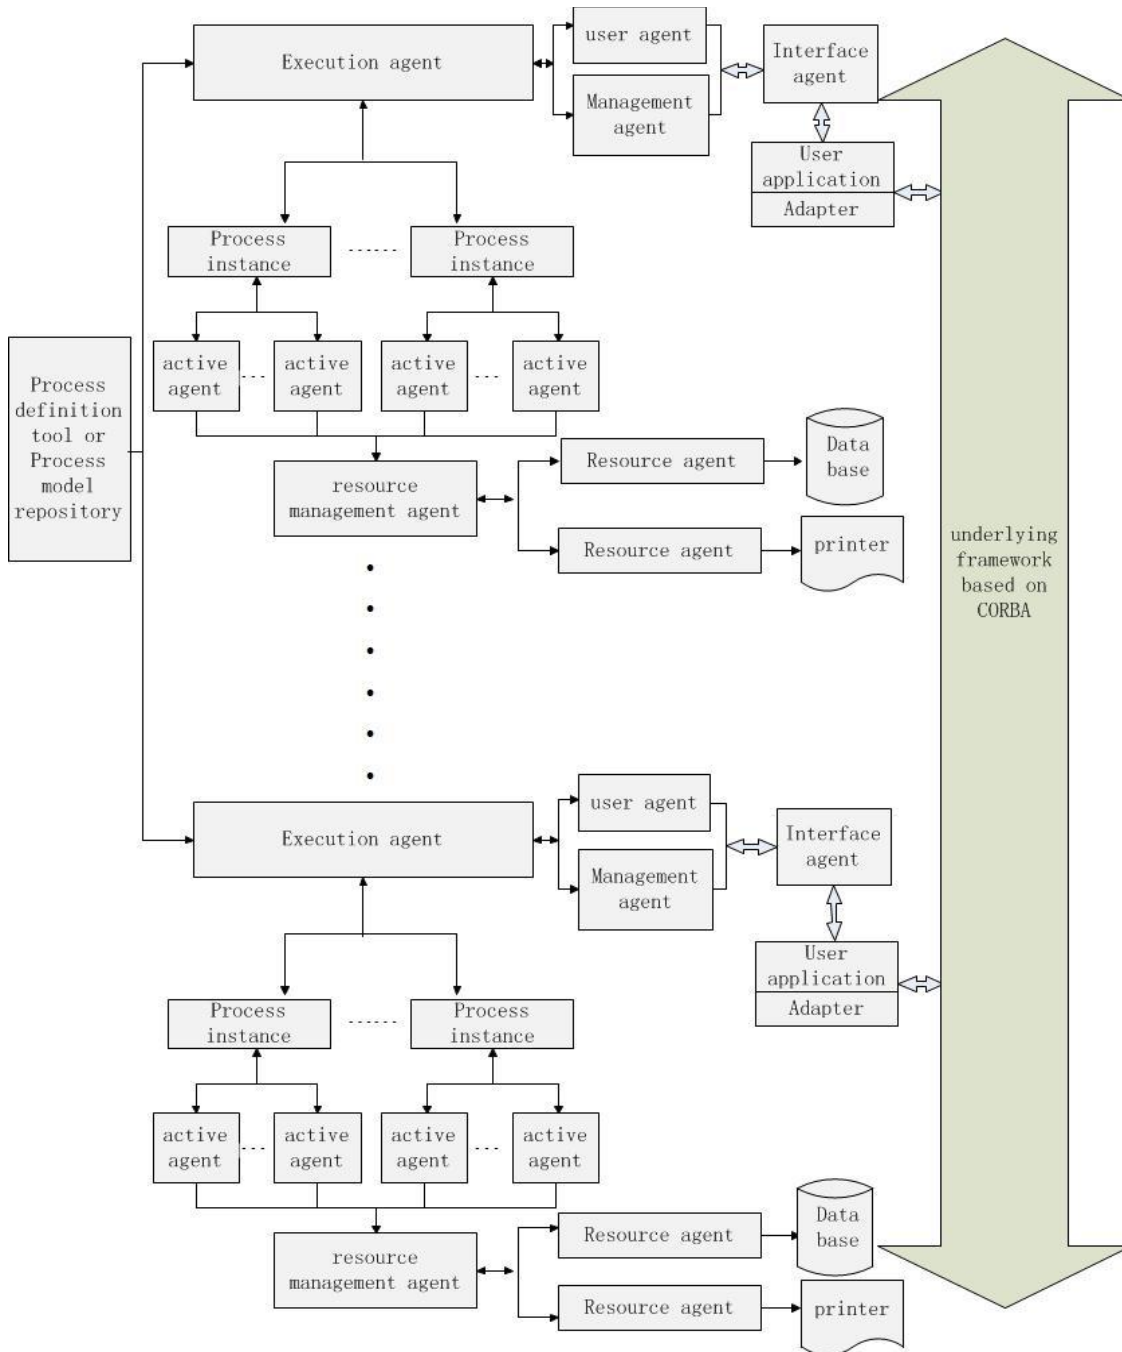 Execution agent
user agent
Management
agent
Interface
agent
User
application
Adapter
Process
instance
......
Process
instance
active
agent
...
active
agent
active
agent
...
active
agent
Process
definition
tool or
Process
model
repository
resource
management agent
Resource agent
Data
base
Resource agent
printer
underlying
framework
based on
CORBA
Execution agent
user agent
Management
agent
Interface
agent
User
application
Adapter
Process
instance
.......
Process
instance
active
agent
...
active
agent
active
agent
...
active
agent
resource
management agent
Resource agent
Data
base
Resource agent
printer